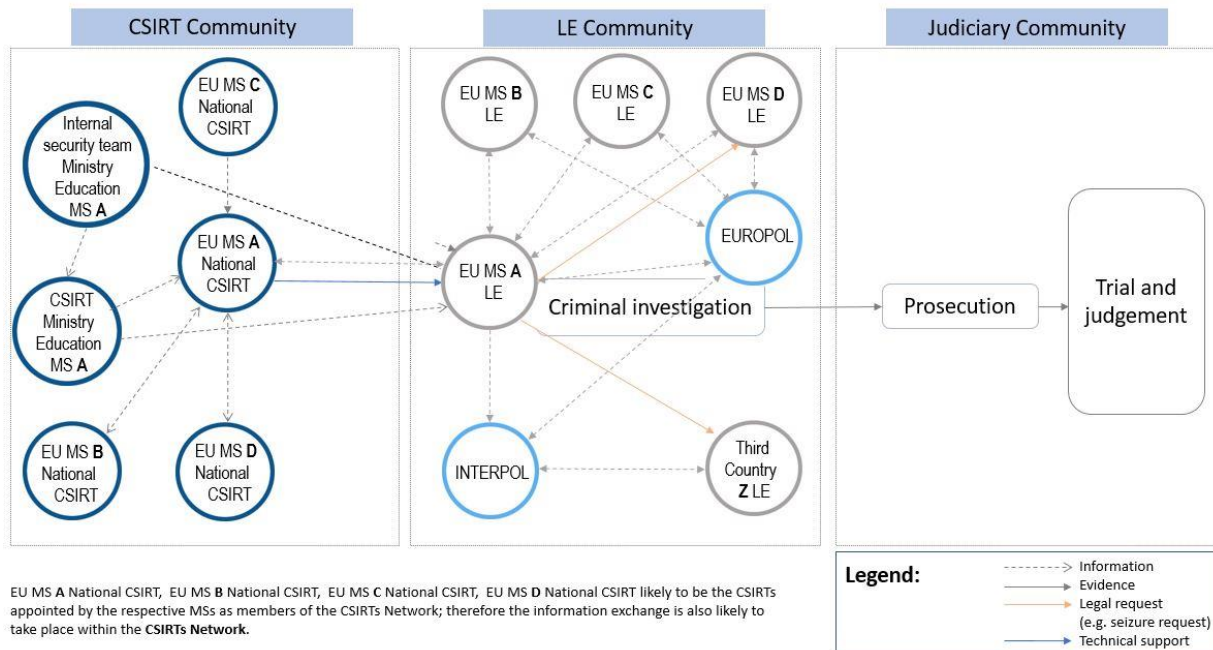 CSIRT Community
LE Community
Judiciary Community
EU MS C
National
CSIRT
Internal
security team
Ministry
Education
MS A
EU MS A
National
CSIRT
CSIRT
Ministry
Education
MS A
EU MS B
National
CSIRT
EU MS D
National
CSIRT
EU MS B
LE
EU MS C
LE
EU MS D
LE
EUROPOL
EU MS A
LE
Criminal investigation
INTERPOL
Third
Country
Z LE
Prosecution
Trial and
judgement
EU MS A National CSIRT, EU MS B National CSIRT, EU MS C National CSIRT, EU MS D National CSIRT likely to be the CSIRTs
appointed by the respective MSs as members of the CSIRTs Network; therefore the information exchange is also likely to
take place within the CSIRTs Network.
Legend:
Information
Evidence
Legal request
(e.g. seizure request)
Technical support